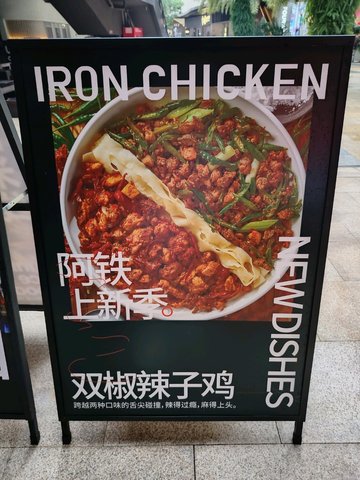 IRON CHICKEN
阿铁
上新季。
NEW DISHES
双椒辣子鸡
跨越两种口味的舌尖碰撞,辣得过瘾,麻得上头。